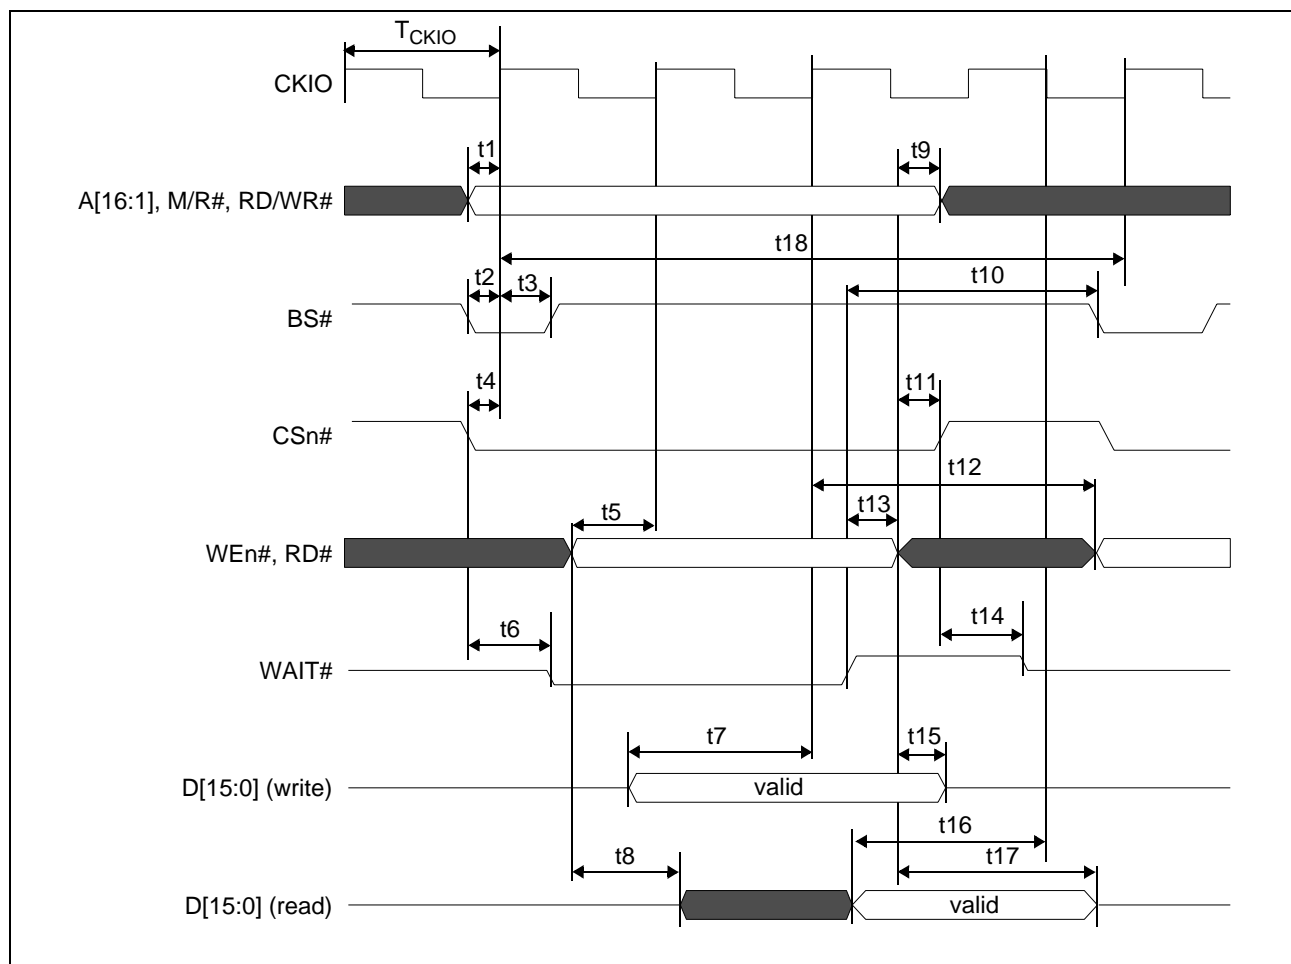 TCKIO
CKIO
t1
t9
A[16:1], M/R#, RD/WR#
t18
t2
t3
t10
BS#
t4
t11
CSn#
t12
t5
t13
WEn#, RD#
t6
t14
WAIT#
t7
t15
D[15:0] (write)
valid
t16
t8
t17
D[15:0] (read)
valid